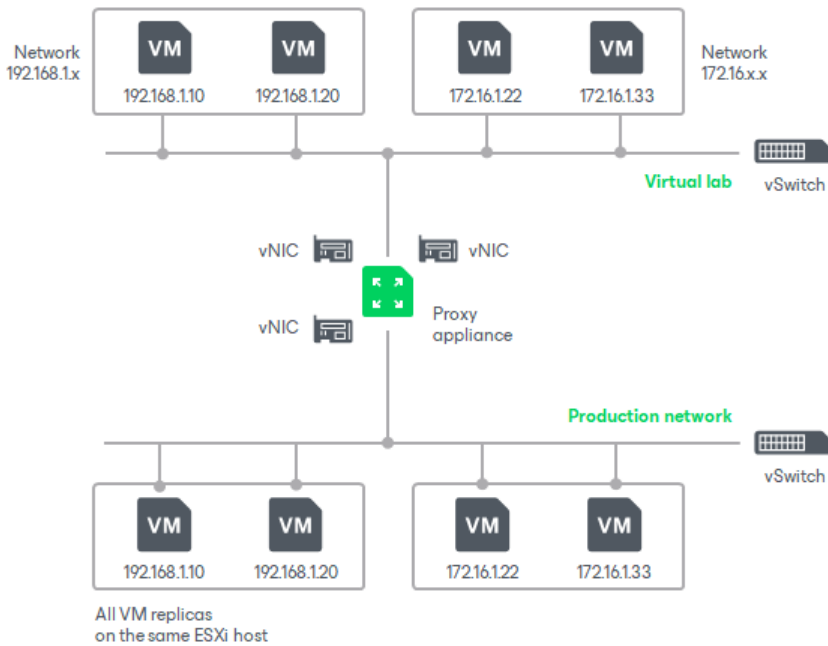 VM
VM
VM
VM
Network
192.168.1.x
Network
172.16.x.x
192.168.1.10
192.168.1.20
172.16.1.22
172.16.1.33
Virtual lab
vSwitch
vNIC
vNIC
vNIC
Proxy
appliance
Production network
vSwitch
VM
VM
VM
VM
192.168.1.10
192.168.1.20
172.16.1.22
172.16.1.33
All VM replicas
on the same ESXi host